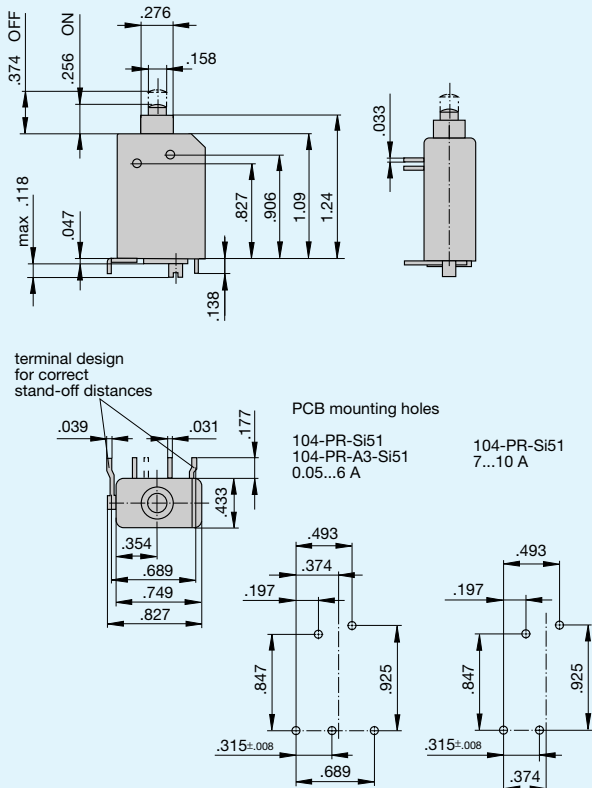 .276
.374 OFF
.256 ON
.158
.033
max .118
.047
.827
.906
1.09
1.24
.138
terminal design
for correct
stand-off distances
.039
.031
.177
.433
.354
.689
.749
.827
PCB mounting holes
104-PR-Si51
104-PR-A3-Si51
0.05...6 A
104-PR-Si51
7...10 A
.493
.374
.197
.847
.925
.315±.008
.689
.493
.197
.847
.925
.315±.008
.374